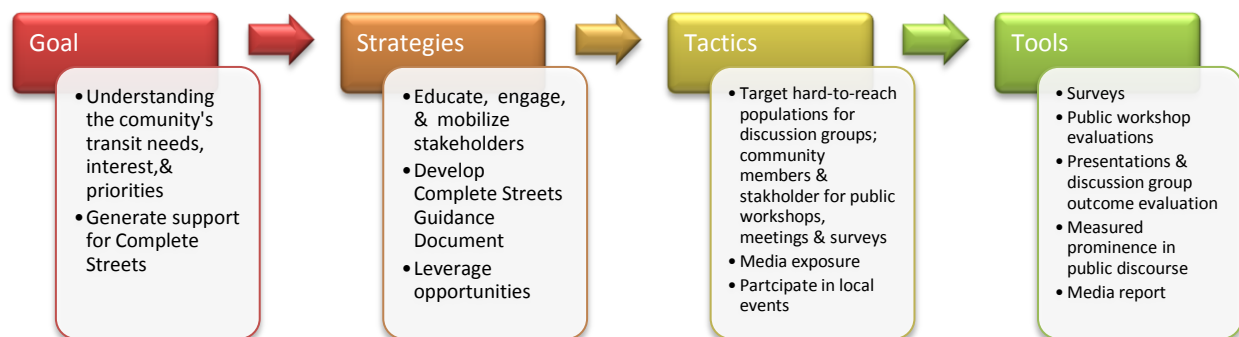 Goal
•Understanding
the comunity's
transit needs,
interest,&
priorities
•Generate support
for Complete
Streets
Strategies
•Educate, engage,
& mobilize
stakeholders
•Develop
Complete Streets
Guidance
Document
•Leverage
opportunities
Tactics
•Target hard-to-reach
populations for
discussion groups;
community
members &
stakholder for public
workshops,
meetings & surveys
•Media exposure
•Partcipate in local
events
Tools
•Surveys
•Public workshop
evaluations
•Presentations &
discussion group
outcome evaluation
•Measured
prominence in
public discourse
•Media report